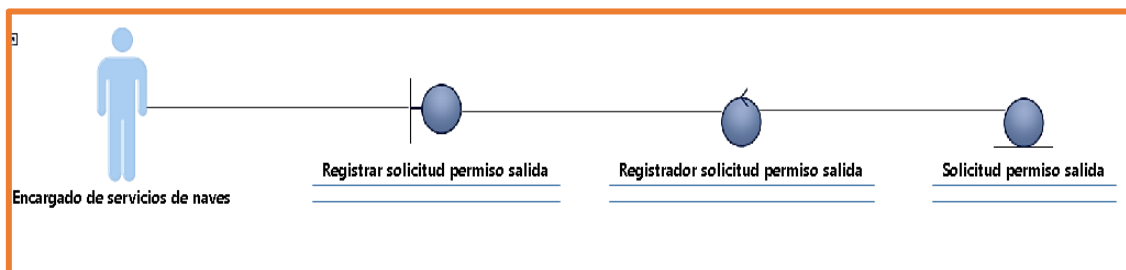 Registrar solicitud permiso salida
Registrador solicitud permiso salida
Solicitud permiso salida
Encargado de servicios de naves